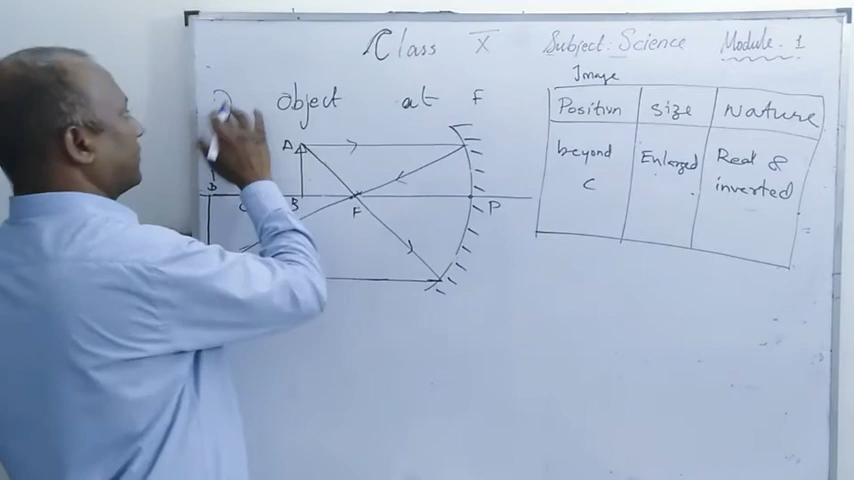 Class X Subject: Science Module. 1
Object at F
Image
Position Size Nature
beyond C Enlarged Real & inverted
A
B
F
P